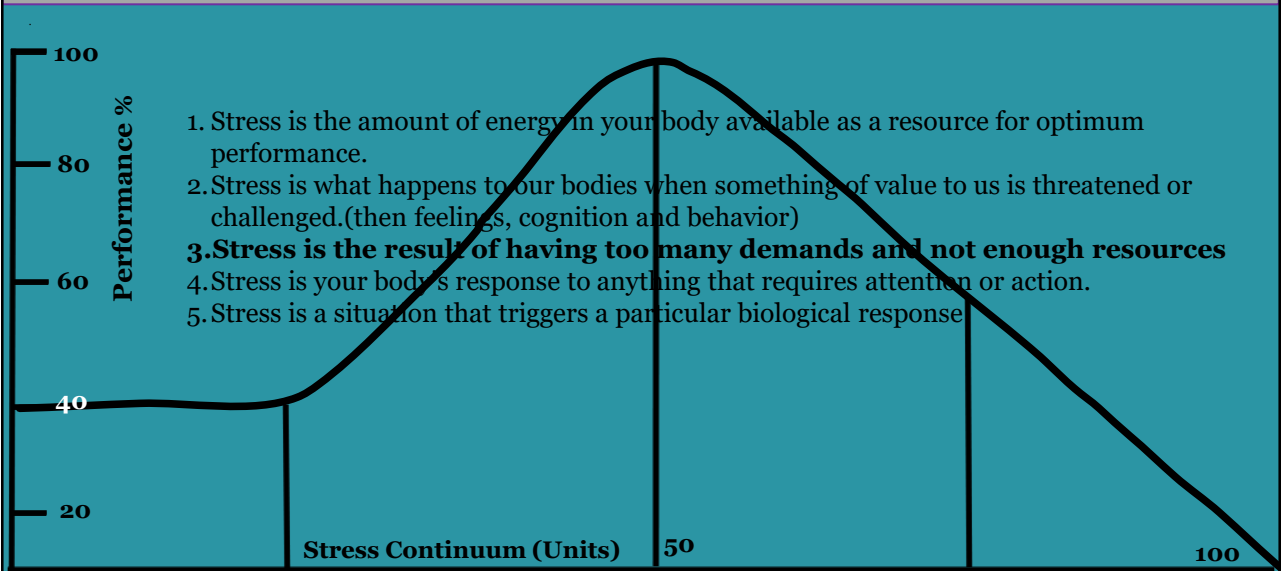 100
Performance %
1. Stress is the amount of energy in your body available as a resource for optimum
performance.
80
2. Stress is what happens to our bodies when something of value to us is threatened or
challenged.(then feelings, cognition and behavior)
3.Stress is the result of having too many demands and not enough resources
60
4. Stress is your body's response to anything that requires attention or action.
5. Stress is a situation that triggers a particular biological response
40
20
Stress Continuum (Units)
50
100